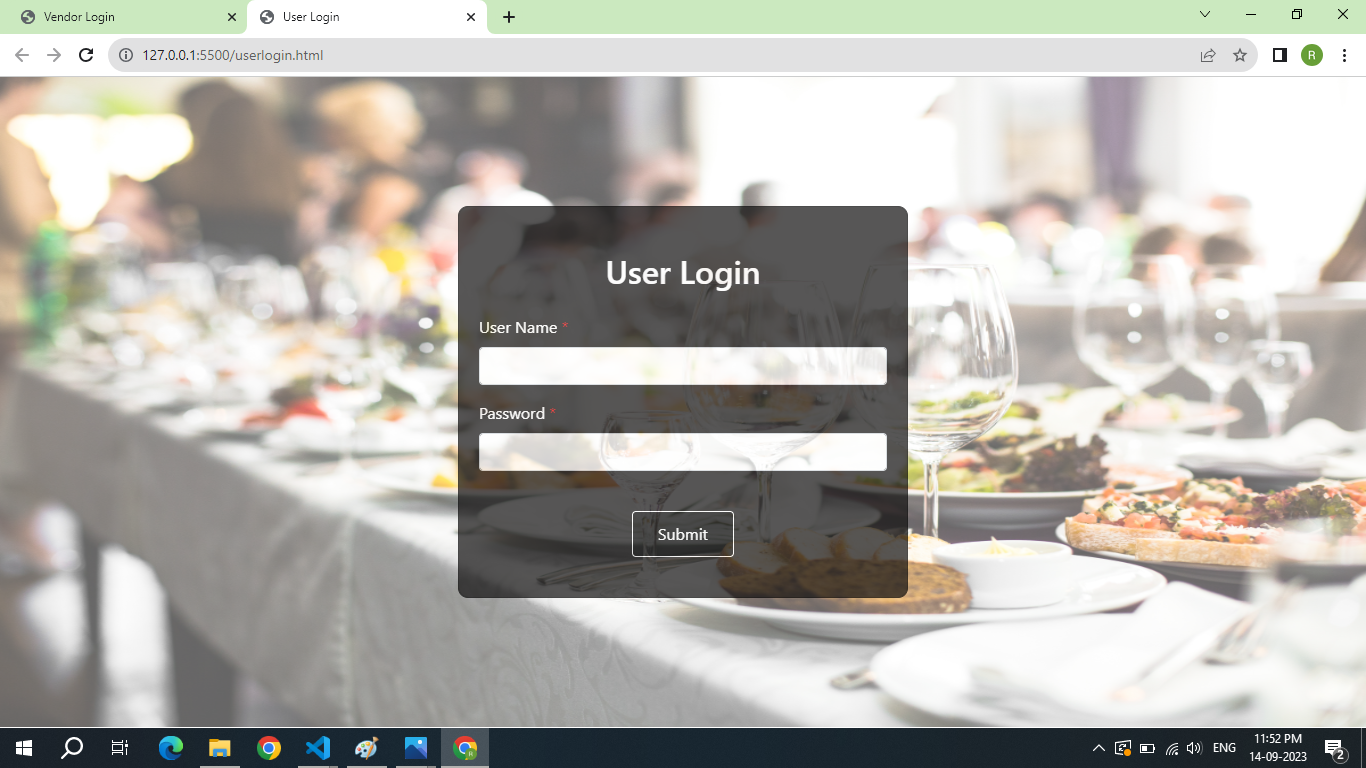 Vendor Login
User Login
127.0.0.1:5500/userlogin.html
R
User Login
User Name *
Password *
Submit
R
ENG
11:52 PM
14-09-2023
2